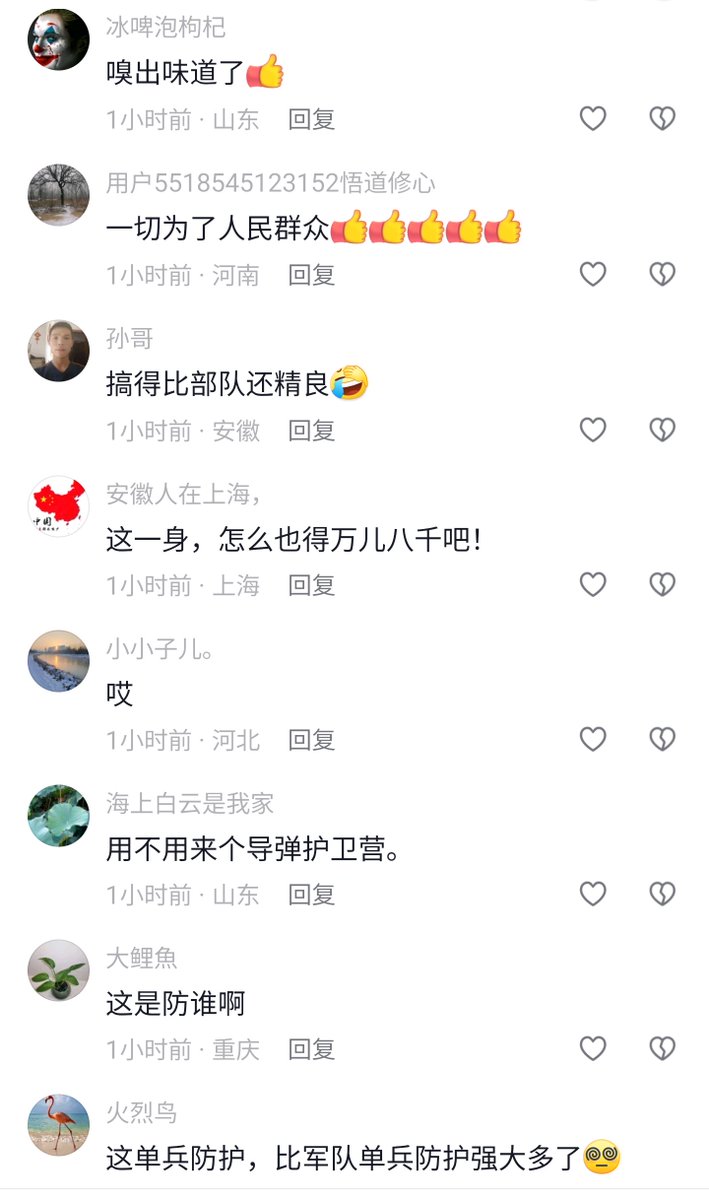 冰啤泡枸杞
嗅出味道了👍
1小时前 · 山东 回复
用户5518545123152悟道修心
一切为了人民群众👍👍👍👍👍
1小时前 · 河南 回复
孙哥
搞得比部队还精良🤣
1小时前 · 安徽 回复
安徽人在上海，
中国
这一身，怎么也得万儿八千吧！
1小时前 · 上海 回复
小小子儿。
哎
1小时前 · 河北 回复
海上白云是我家
用不用来个导弹护卫营。
1小时前 · 山东 回复
大鲤魚
这是防谁啊
1小时前 · 重庆 回复
火烈鸟
这单兵防护，比军队单兵防护强大多了😵‍💫